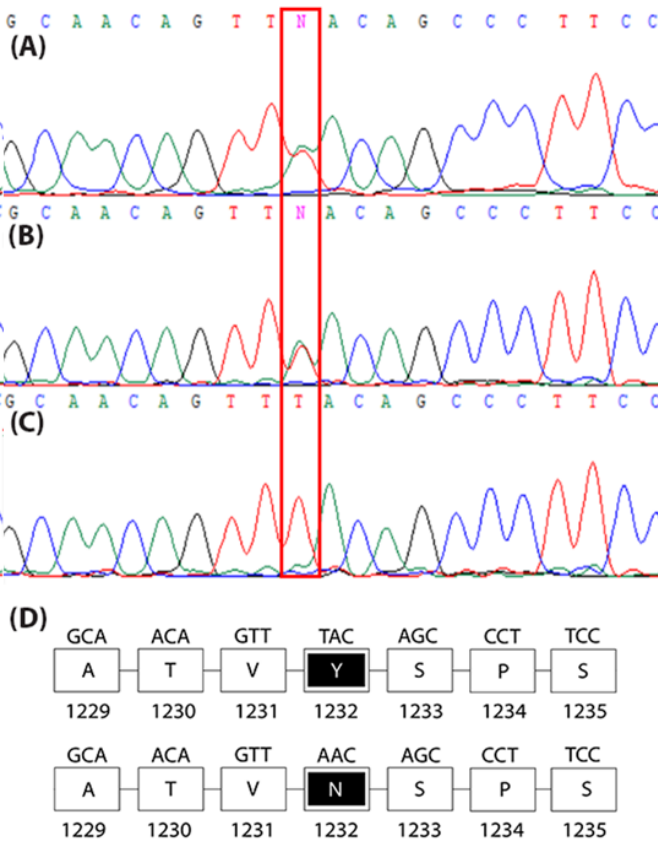 G C A A C A G T T N A C A G C C C T T C C
(A)
G C A A C A G T T N A C A G C C C T T C C
(B)
G C A A C A G T T T A C A G C C C T T C C
(C)
(D)
GCA ACA GTT TAC AGC CCT TCC
A T V Y S P S
1229 1230 1231 1232 1233 1234 1235
GCA ACA GTT AAC AGC CCT TCC
A T V N S P S
1229 1230 1231 1232 1233 1234 1235